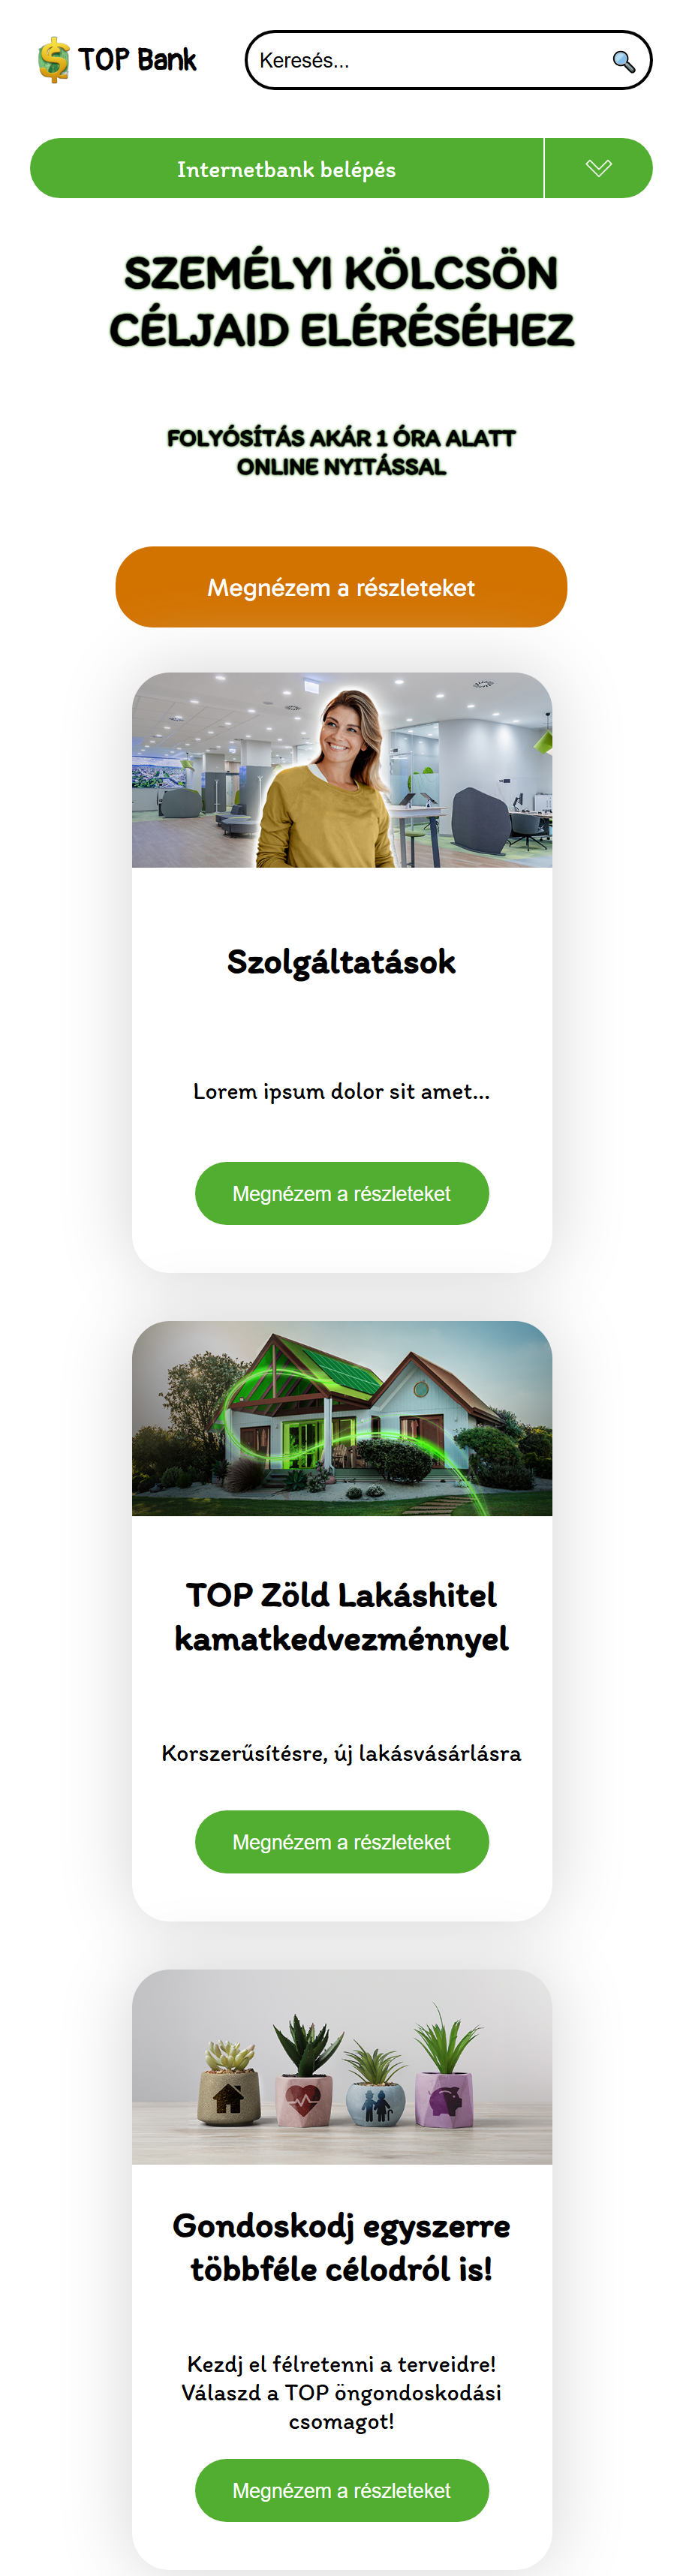 TOP Bank
Keresés...
Internetbank belépés
SZEMÉLYI KÖLCSÖN
CÉLJAID ELÉRÉSÉHEZ
FOLYÓSÍTÁS AKÁR 1 ÓRA ALATT
ONLINE NYITÁSSAL
Megnézem a részleteket
Szolgáltatások
Lorem ipsum dolor sit amet...
Megnézem a részleteket
TOP Zöld Lakáshitel
kamatkedvezménnyel
Korszerűsítésre, új lakásvásárlásra
Megnézem a részleteket
Gondoskodj egyszerre
többféle célodról is!
Kezdj el félretenni a terveidre!
Válaszd a TOP öngondoskodási
csomagot!
Megnézem a részleteket